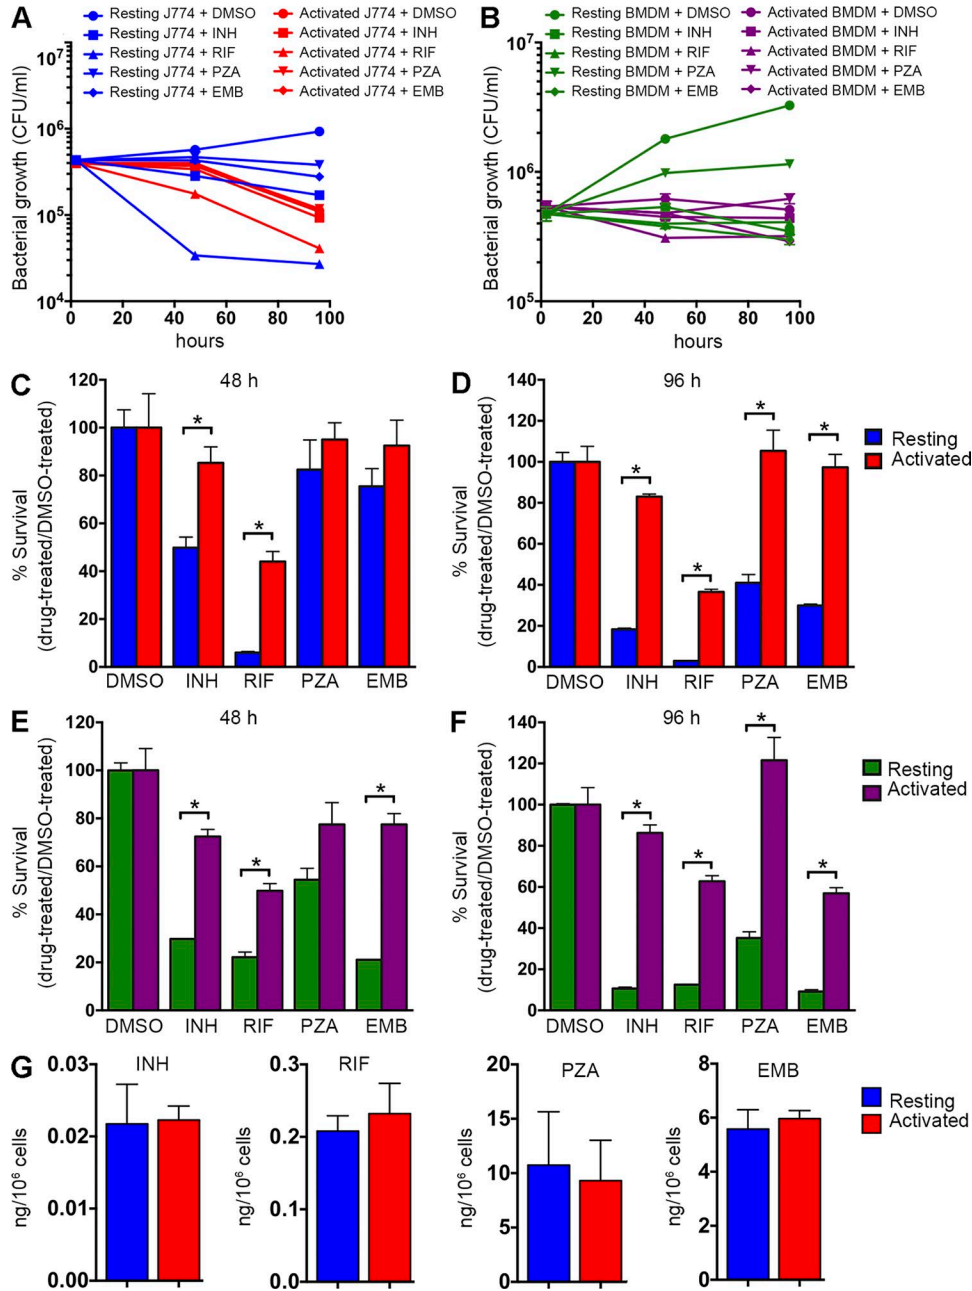 A
Resting J774 + DMSO
Activated J774 + DMSO
Resting J774 + INH
Activated J774 + INH
Resting J774 + RIF
Activated J774 + RIF
Resting J774 + PZA
Activated J774 + PZA
Resting J774 + EMB
Activated J774 + EMB
Bacterial growth (CFU/ml)
10⁷
10⁶
10⁵
10⁴
0 20 40 60 80 100
hours
B
Resting BMDM + DMSO
Activated BMDM + DMSO
Resting BMDM + INH
Activated BMDM + INH
Resting BMDM + RIF
Activated BMDM + RIF
Resting BMDM + PZA
Activated BMDM + PZA
Resting BMDM + EMB
Activated BMDM + EMB
Bacterial growth (CFU/ml)
10⁷
10⁶
10⁵
0 20 40 60 80 100
hours
C
48 h
% Survival
(drug-treated/DMSO-treated)
120
100
80
60
40
20
0
* *
DMSO INH RIF PZA EMB
D
96 h
% Survival
(drug-treated/DMSO-treated)
140
120
100
80
60
40
20
0
* * * *
DMSO INH RIF PZA EMB
Resting
Activated
E
48 h
% Survival
(drug-treated/DMSO-treated)
120
100
80
60
40
20
0
* * *
DMSO INH RIF PZA EMB
F
96 h
% Survival
(drug-treated/DMSO-treated)
140
120
100
80
60
40
20
0
* * * *
DMSO INH RIF PZA EMB
Resting
Activated
G
INH
ng/10⁶ cells
0.03
0.02
0.01
0.00
RIF
ng/10⁶ cells
0.3
0.2
0.1
0.0
PZA
ng/10⁶ cells
20
15
10
5
0
EMB
ng/10⁶ cells
8
6
4
2
0
Resting
Activated